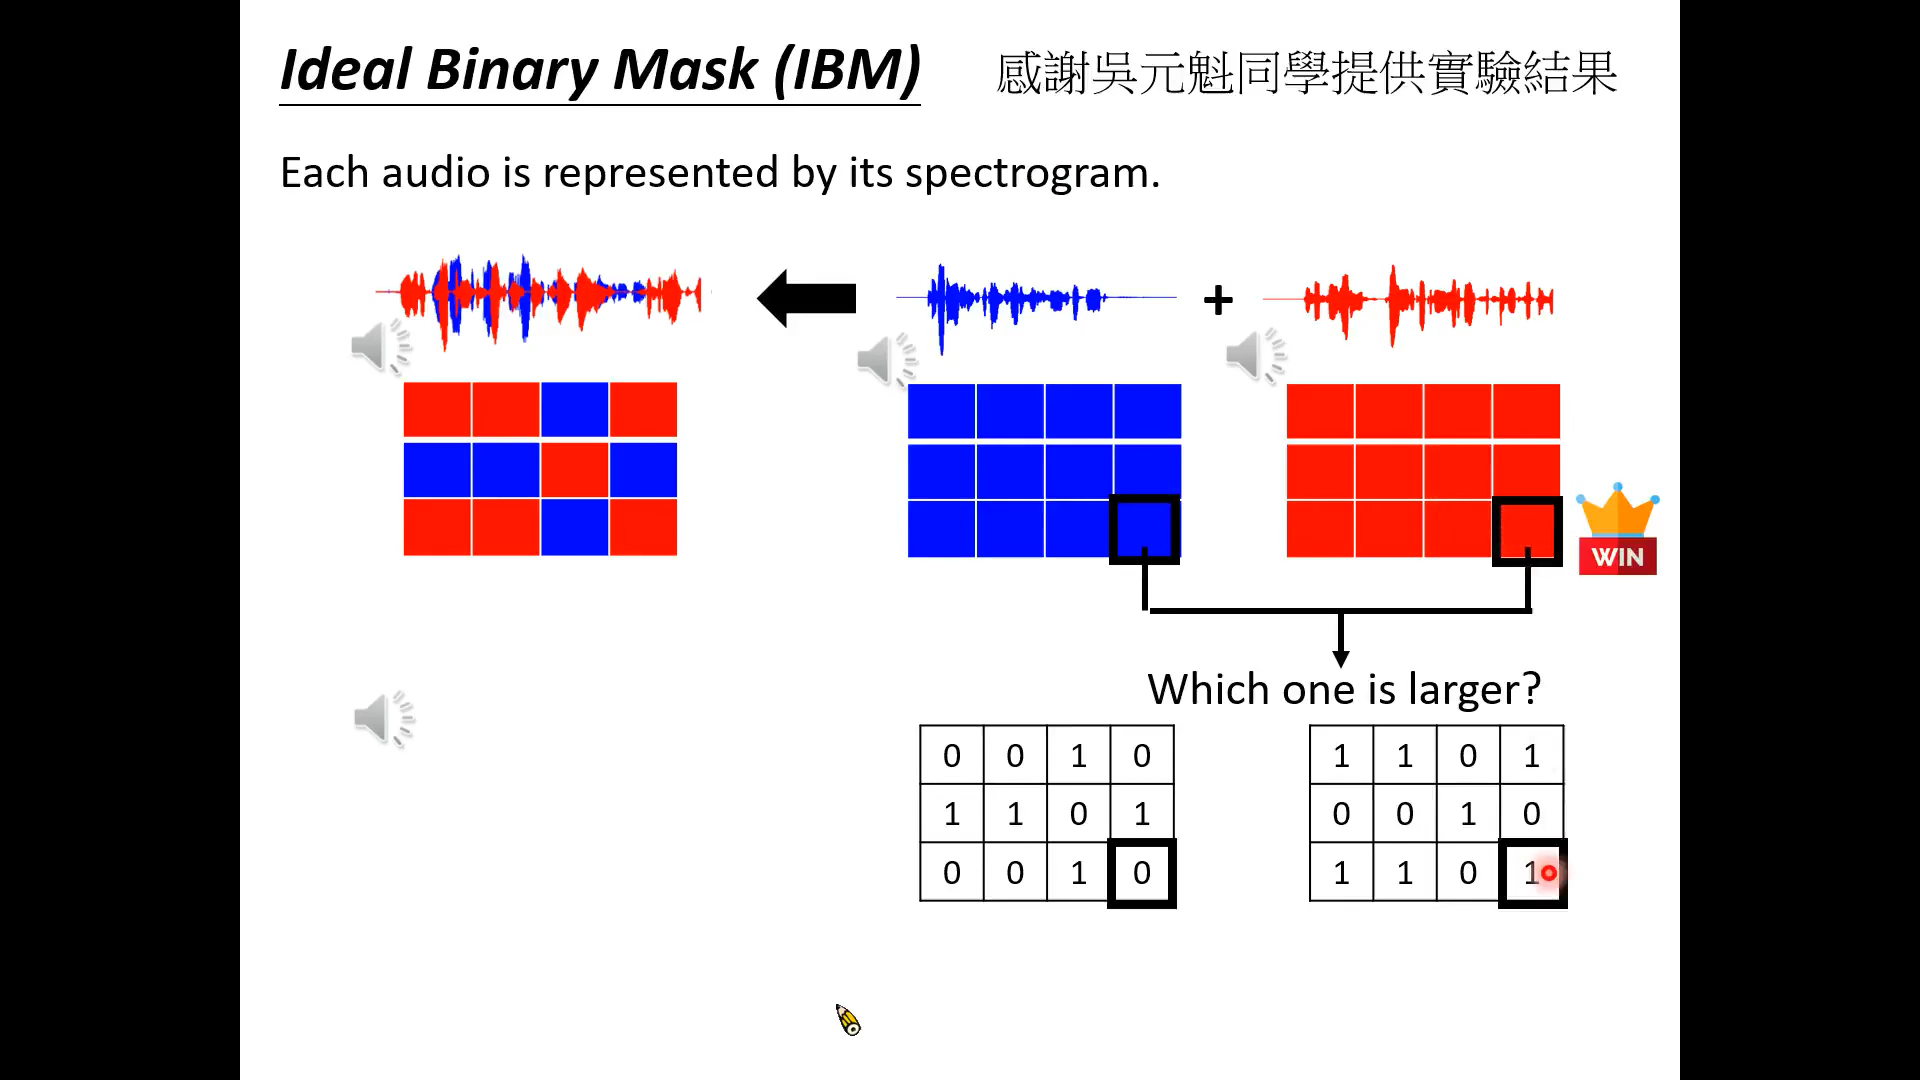 Ideal Binary Mask (IBM)
感謝吳元魁同學提供實驗結果
Each audio is represented by its spectrogram.
+
WIN
Which one is larger?
0 0 1 0
1 1 0 1
0 0 1 0
1 1 0 1
0 0 1 0
1 1 0 1